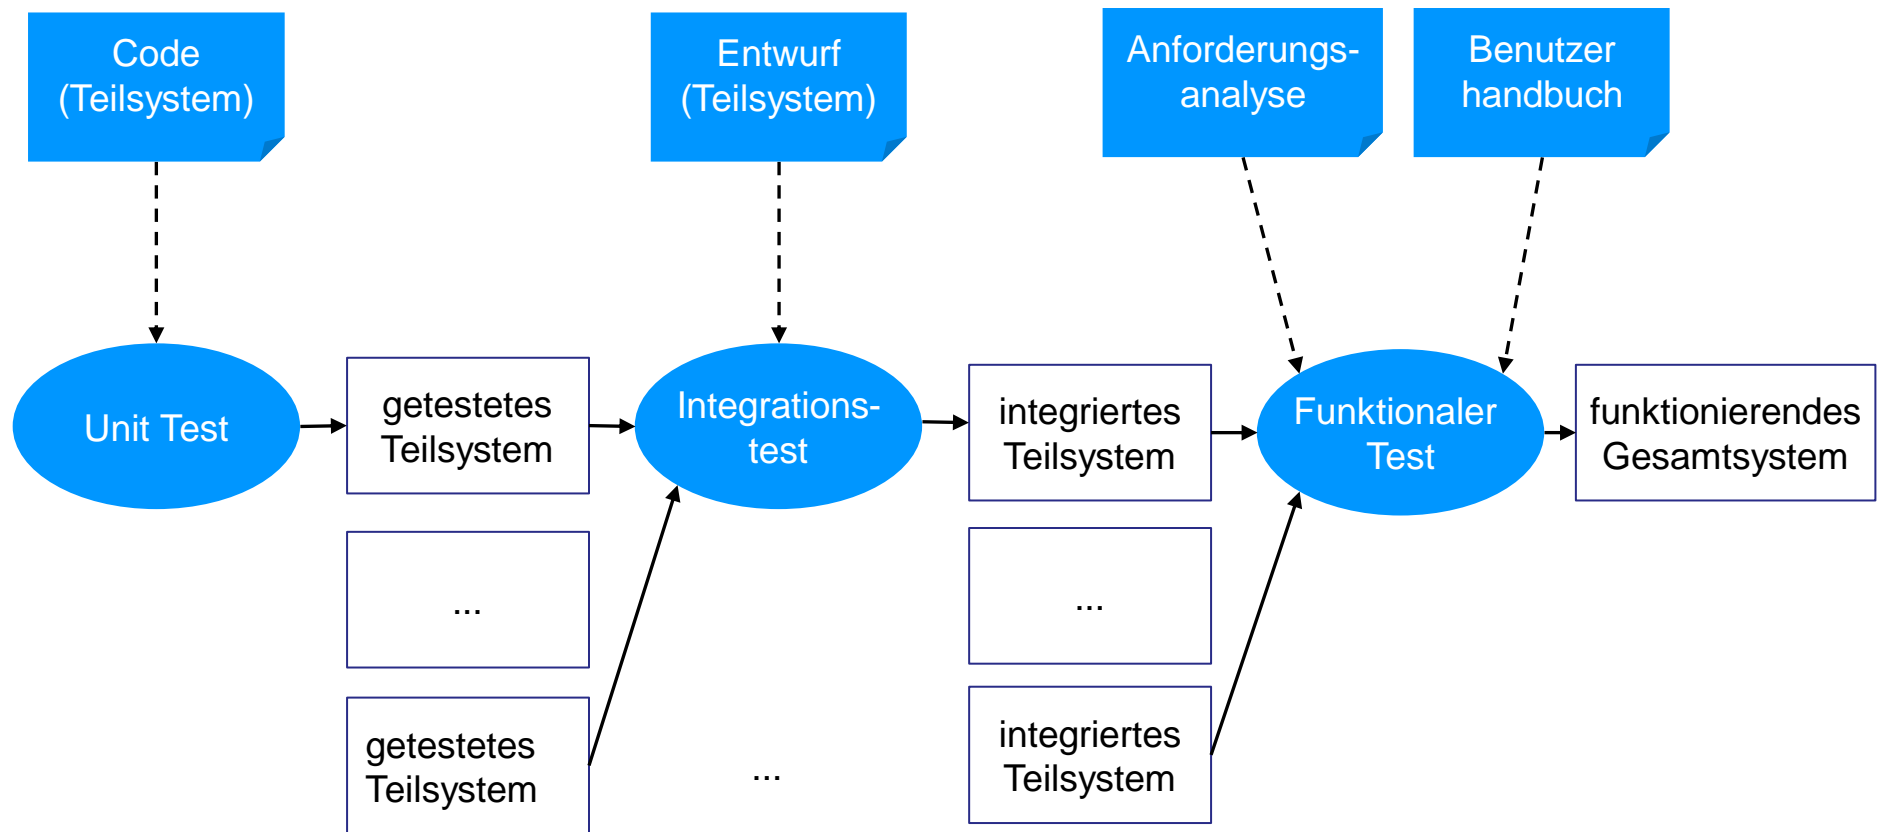 Code
(Teilsystem)
Entwurf
(Teilsystem)
Anforderungs-
analyse
Benutzer
handbuch
Unit Test
getestetes
Teilsystem
Integrations-
test
integriertes
Teilsystem
Funktionaler
Test
funktionierendes
Gesamtsystem
...
...
getestetes
Teilsystem
...
integriertes
Teilsystem